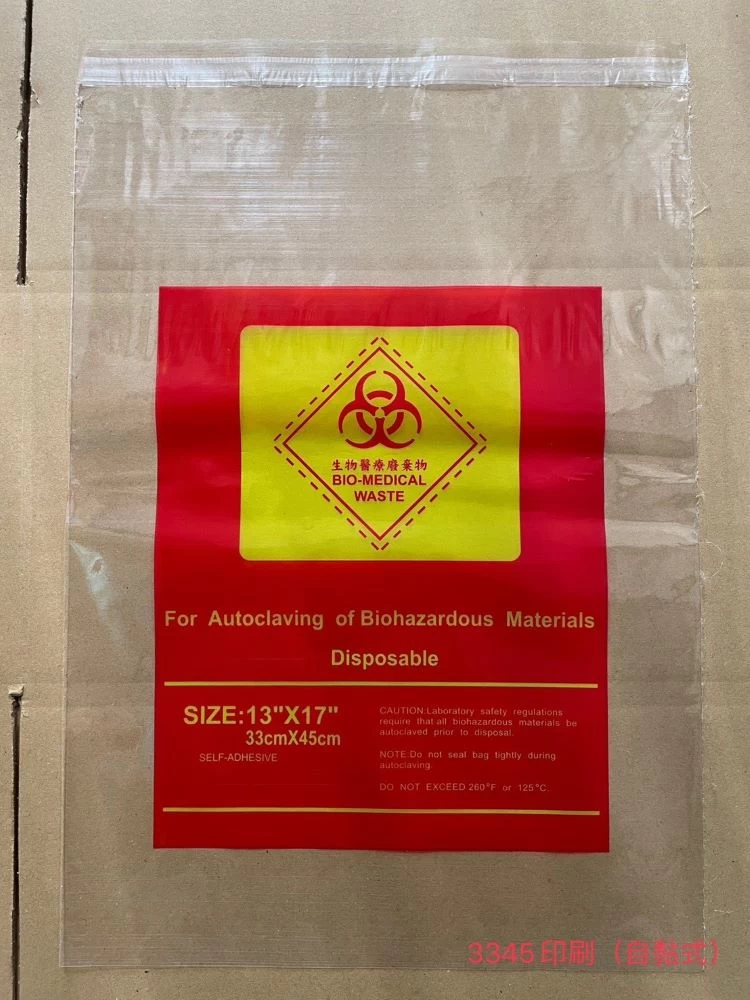 生物醫療廢棄物
BIO-MEDICAL
WASTE
For Autoclaving of Biohazardous Materials
Disposable
SIZE:13"X17"
33cmX45cm
SELF-ADHESIVE
CAUTION:Laboratory safety regulations
require that all biohazardous materials be
autoclaved prior to disposal.
NOTE:Do not seal bag tightly during
autoclaving.
DO NOT EXCEED 260°F or 125°C.
3345印刷（自黏式）